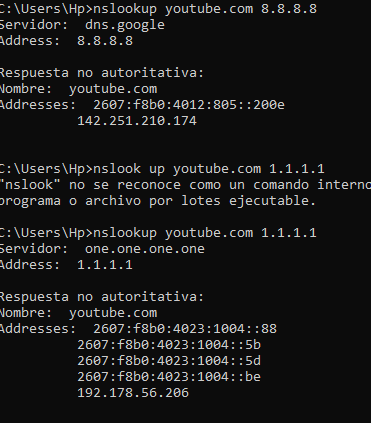 C:\Users\Hp>nslookup youtube.com 8.8.8.8
Servidor:  dns.google
Address:  8.8.8.8
Respuesta no autoritativa:
Nombre:  youtube.com
Addresses:  2607:f8b0:4012:805::200e
142.251.210.174
C:\Users\Hp>nslook up youtube.com 1.1.1.1
"nslook" no se reconoce como un comando interno
programa o archivo por lotes ejecutable.
C:\Users\Hp>nslookup youtube.com 1.1.1.1
Servidor:  one.one.one.one
Address:  1.1.1.1
Respuesta no autoritativa:
Nombre:  youtube.com
Addresses:  2607:f8b0:4023:1004::88
2607:f8b0:4023:1004::5b
2607:f8b0:4023:1004::5d
2607:f8b0:4023:1004::be
192.178.56.206